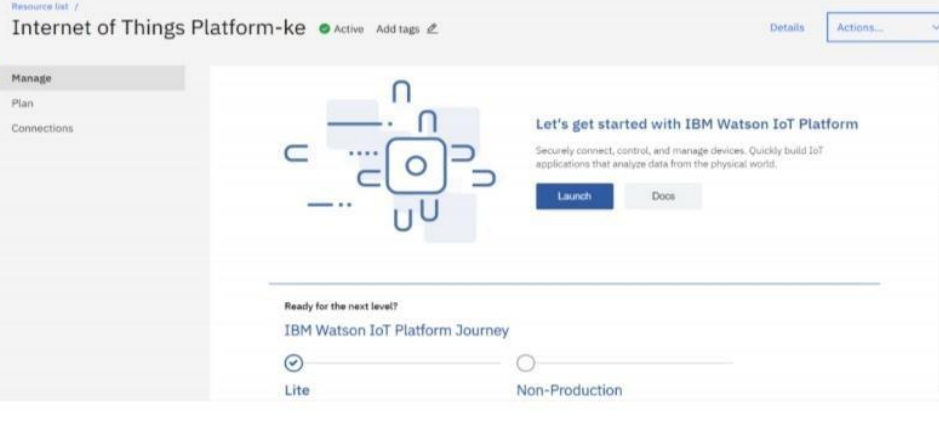 Resource list /
Internet of Things Platform-ke Active Add tags
Details
Actions...
Manage
Plan
Connections
Let's get started with IBM Watson IoT Platform
Securely connect, control, and manage devices. Quickly build IoT
applications that analyze data from the physical world.
Launch
Docs
Ready for the next level?
IBM Watson IoT Platform Journey
Lite
Non-Production